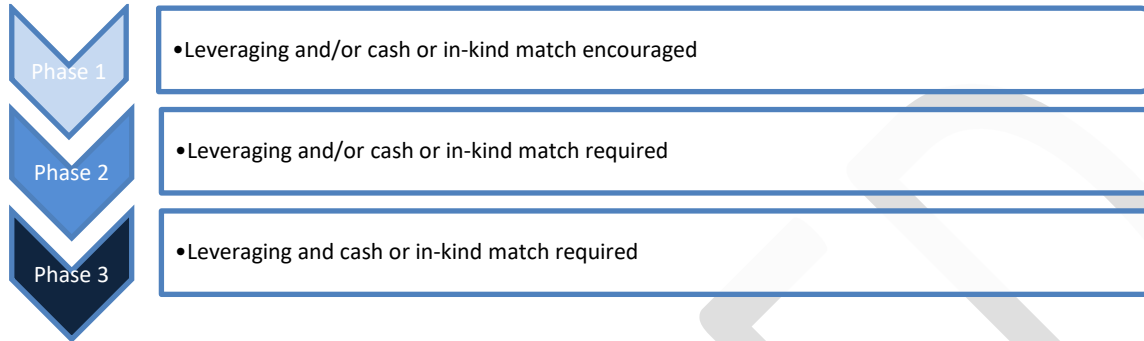 Phase 1
•Leveraging and/or cash or in-kind match encouraged
Phase 2
•Leveraging and/or cash or in-kind match required
Phase 3
•Leveraging and cash or in-kind match required